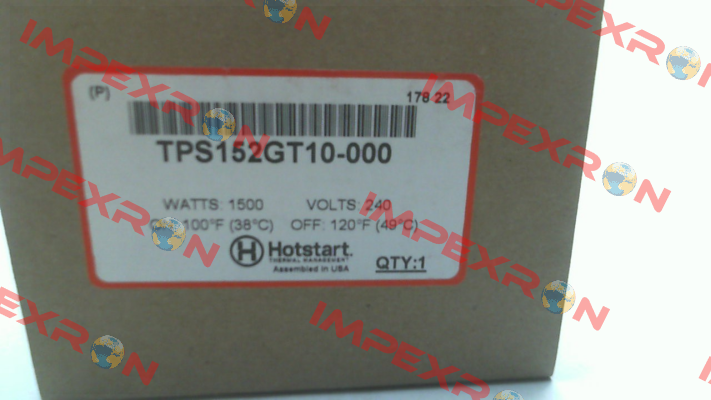 (P) 178 22
TPS152GT10-000
WATTS: 1500 VOLTS: 240
100°F (38°C) OFF: 120°F (49°C)
H Hotstart.
THERMAL MANAGEMENT
Assembled in USA
QTY:1
IMPEXRON
IMPEXRON
IMPEXRON
IMPEXRON
IMPEXRON
IMPEXRON